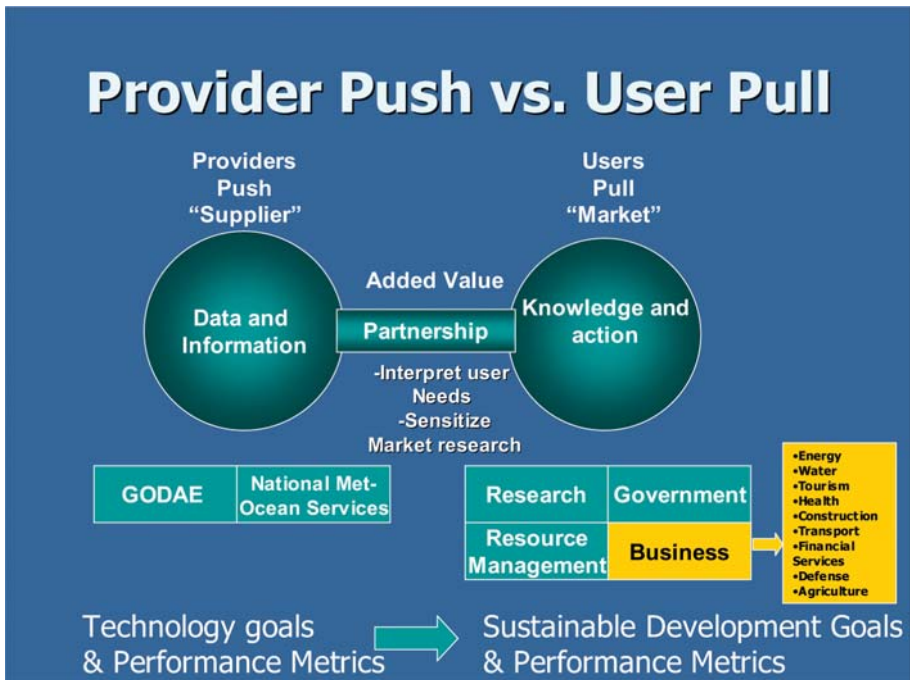 Provider Push vs. User Pull
Providers
Push
“Supplier”
Users
Pull
“Market”
Added Value
Data and
Information
Partnership
Knowledge and
action
-Interpret user
Needs
-Sensitize
Market research
GODAE
National Met-
Ocean Services
Research
Government
Resource
Management
Business
•Energy
•Water
•Tourism
•Health
•Construction
•Transport
•Financial
Services
•Defense
•Agriculture
Technology goals
& Performance Metrics
Sustainable Development Goals
& Performance Metrics